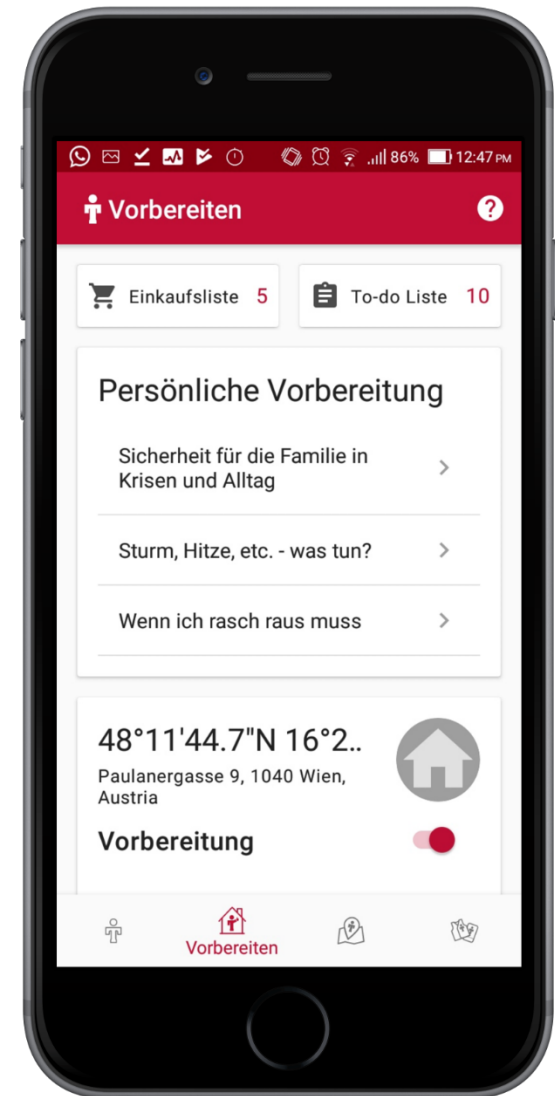 86% 12:47 PM
Vorbereiten ?
Einkaufsliste 5 To-do Liste 10
Persönliche Vorbereitung
Sicherheit für die Familie in
Krisen und Alltag
Sturm, Hitze, etc. - was tun?
Wenn ich rasch raus muss
48°11'44.7"N 16°2..
Paulanergasse 9, 1040 Wien,
Austria
Vorbereitung
Vorbereiten